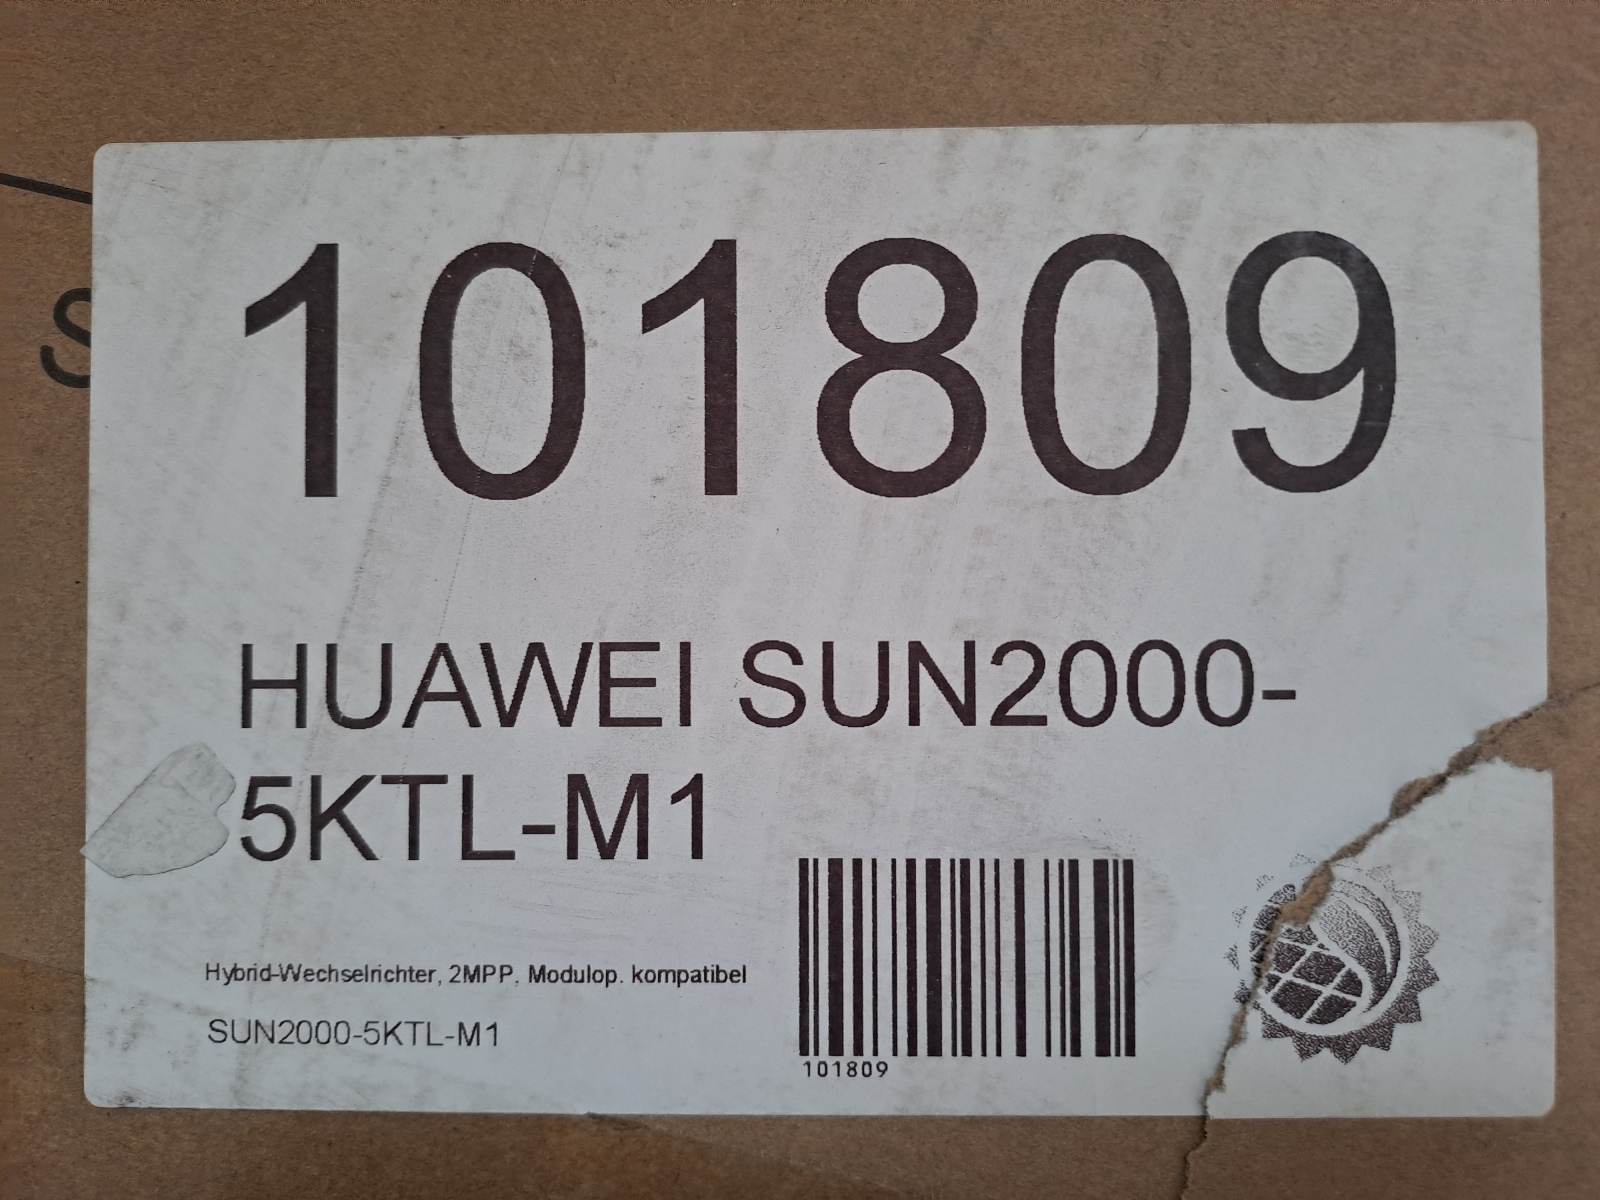 S
101809
HUAWEI SUN2000-
5KTL-M1
Hybrid-Wechselrichter, 2MPP, Modulop. kompatibel
SUN2000-5KTL-M1
101809